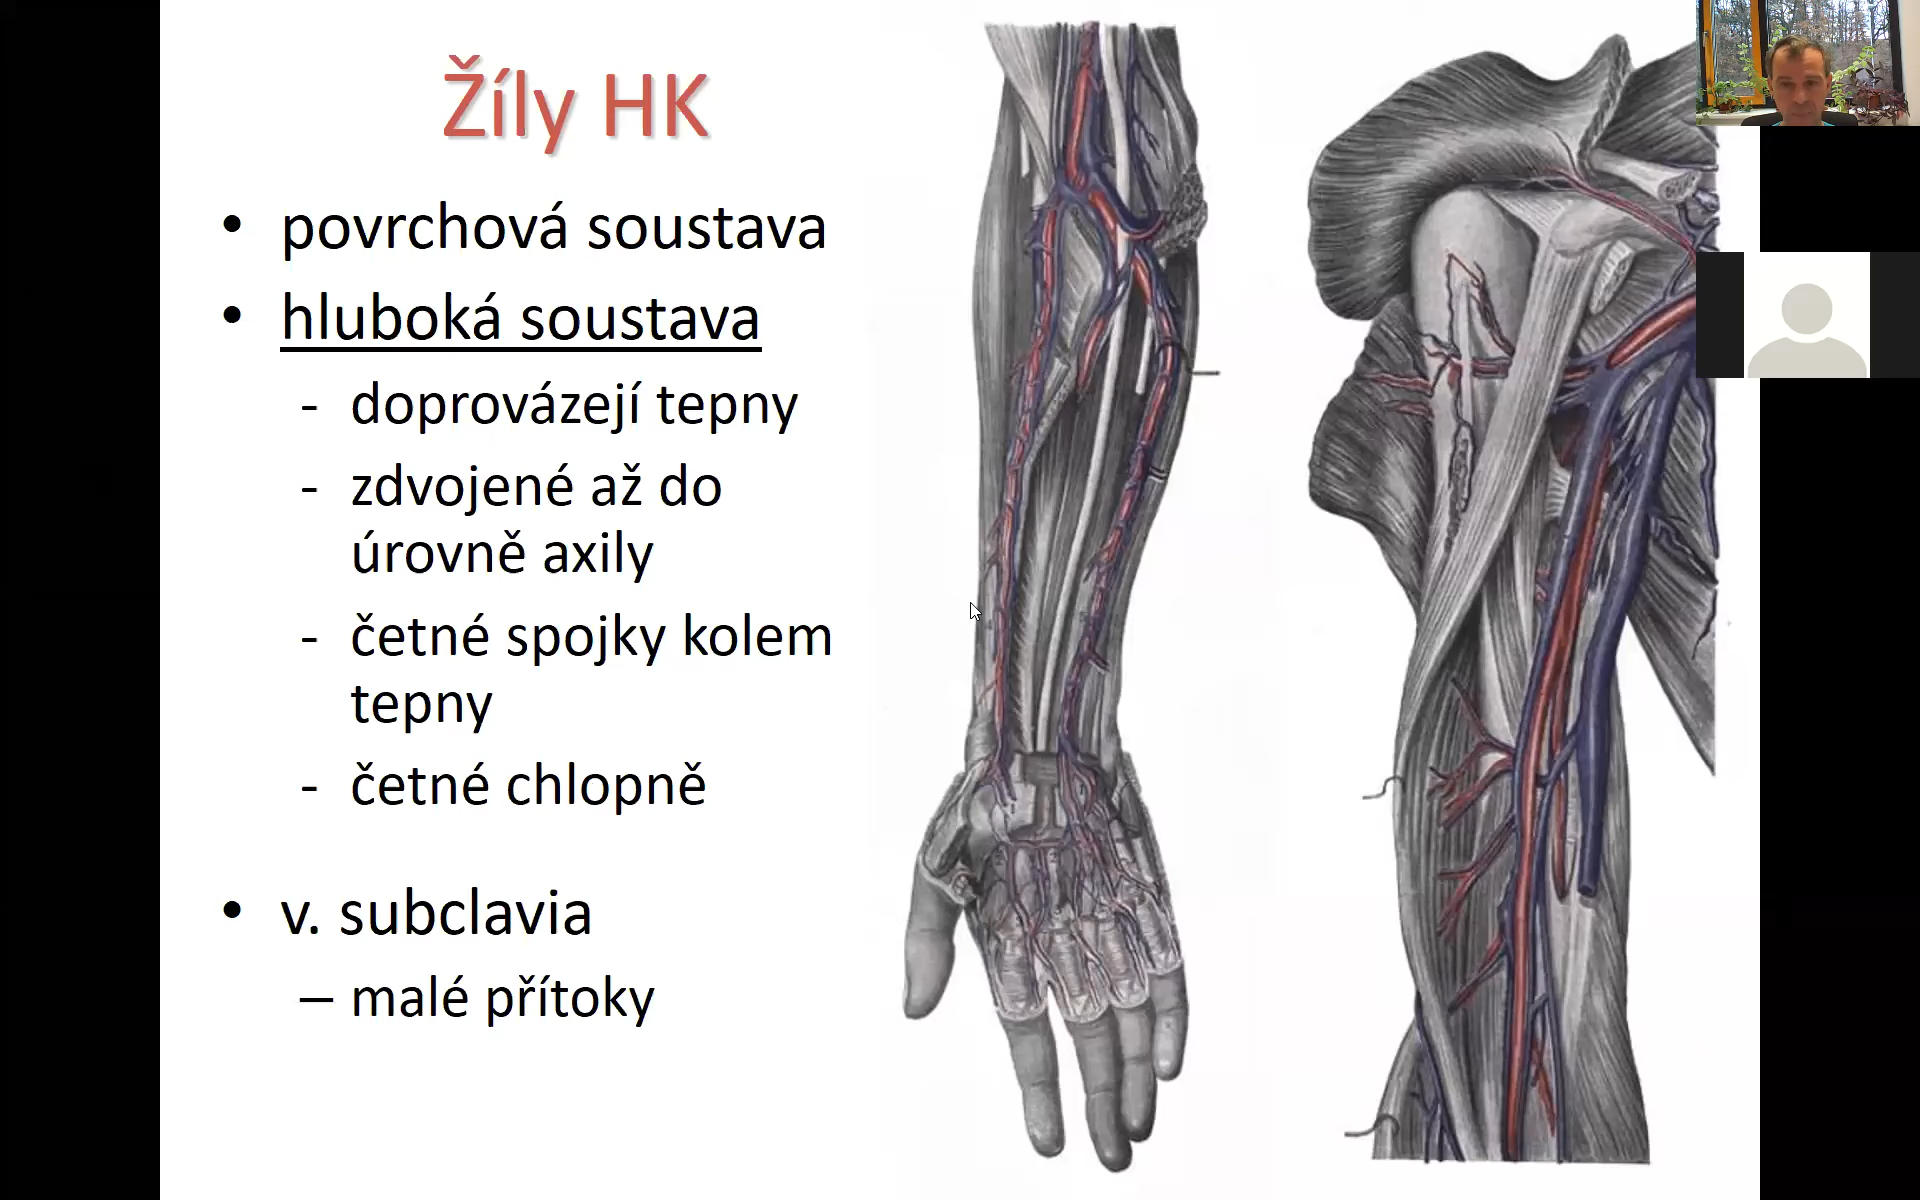 Žíly HK
• povrchová soustava
• hluboká soustava
- doprovázejí tepny
- zdvojené až do
úrovně axily
- četné spojky kolem
tepny
- četné chlopně
• v. subclavia
– malé přítoky